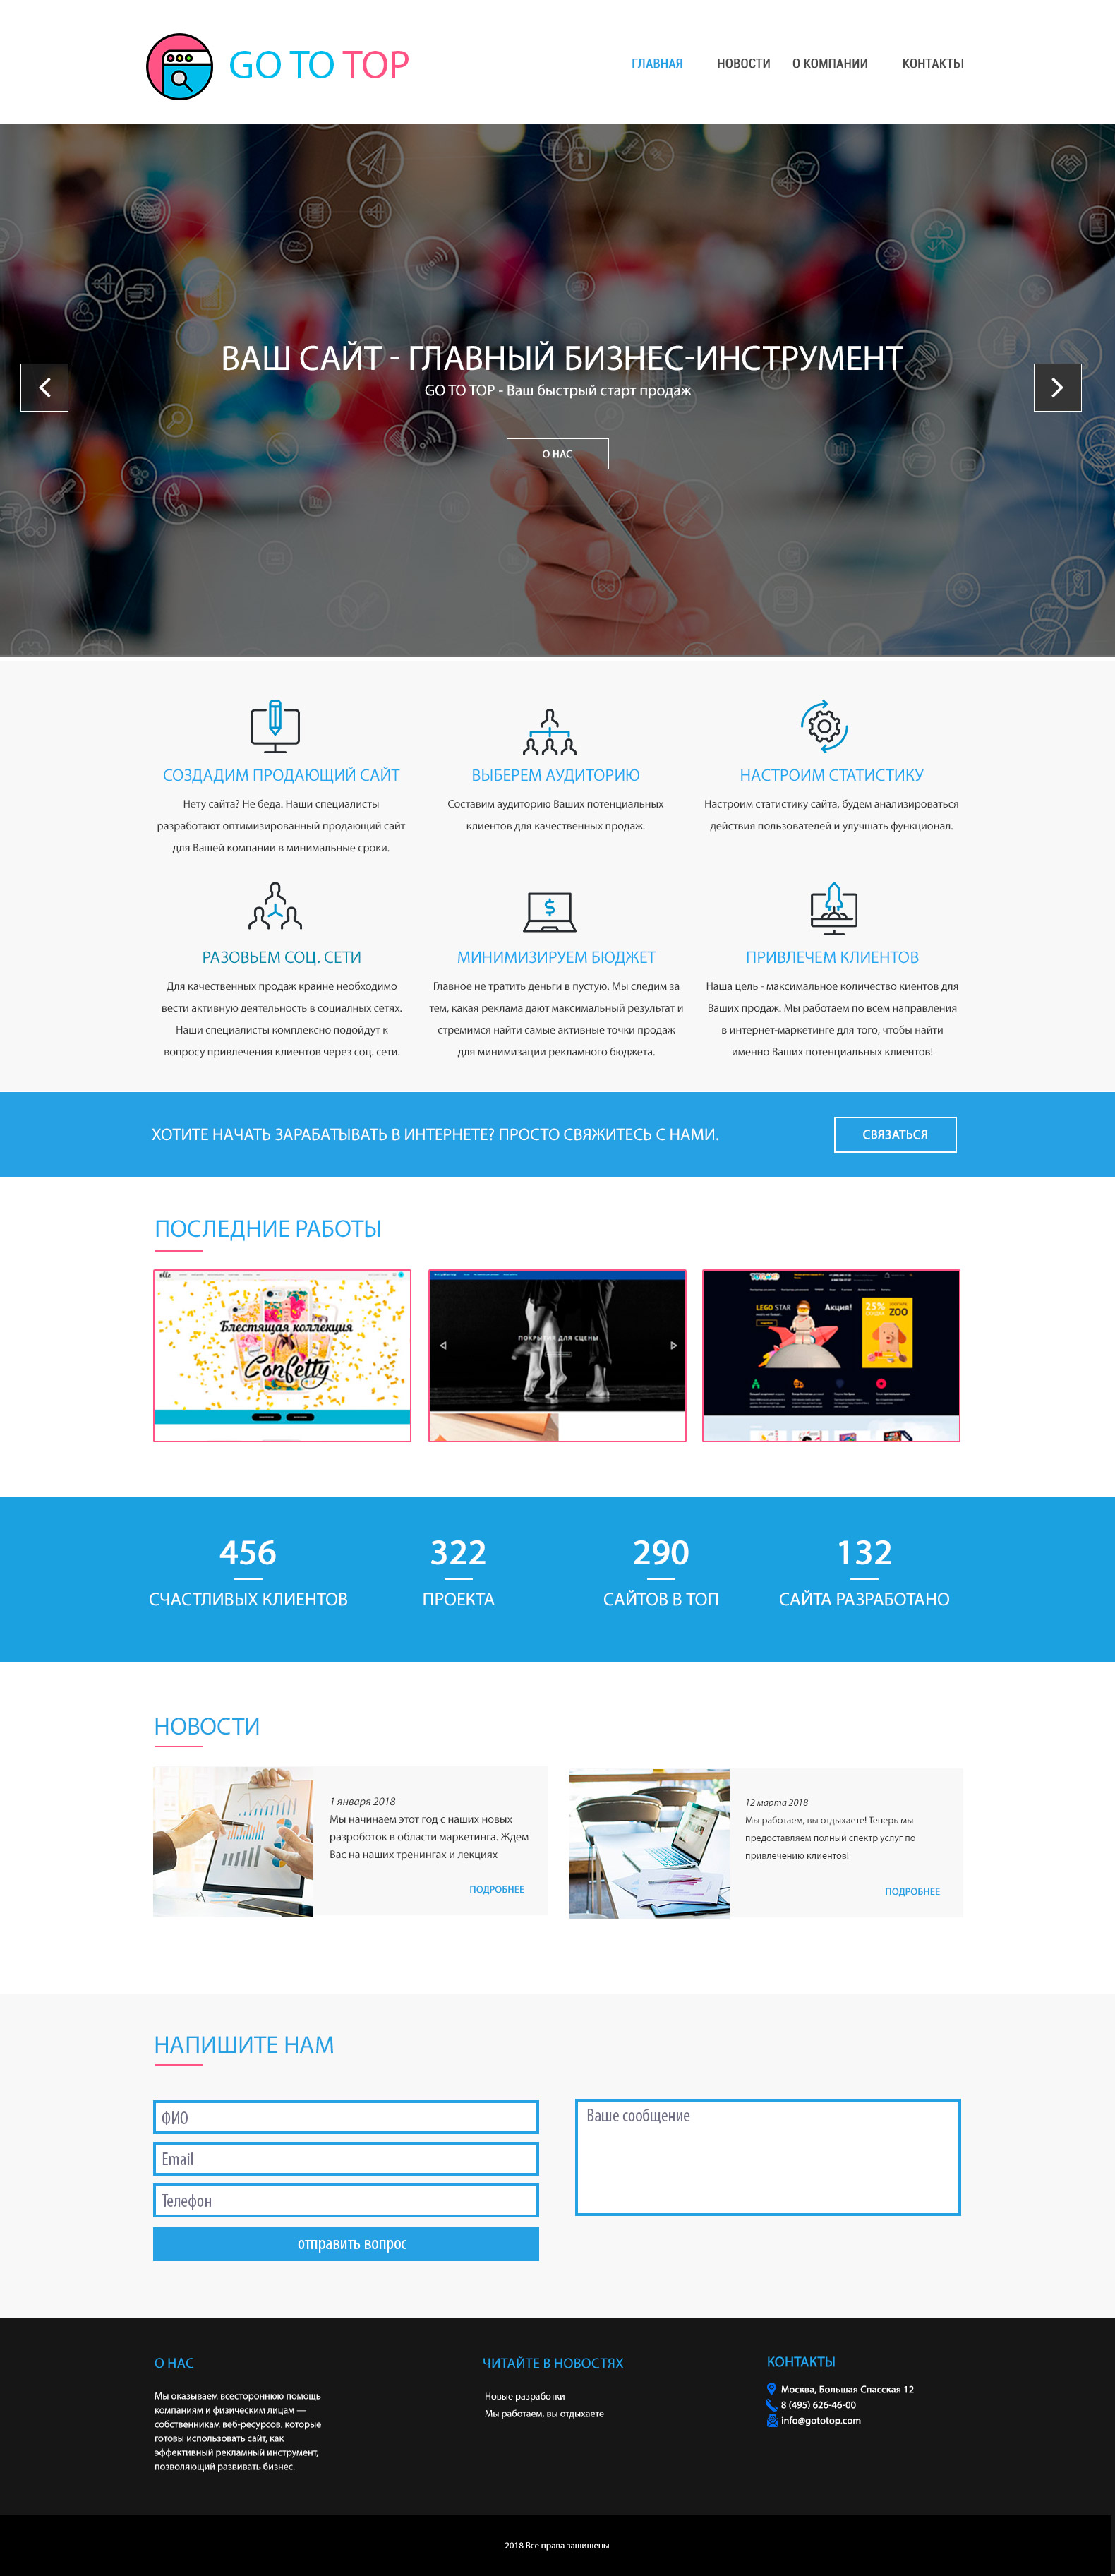 GO TO TOP
ГЛАВНАЯ НОВОСТИ О КОМПАНИИ КОНТАКТЫ
ВАШ САЙТ - ГЛАВНЫЙ БИЗНЕС-ИНСТРУМЕНТ
GO TO TOP - Ваш быстрый старт продаж
О НАС
СОЗДАДИМ ПРОДАЮЩИЙ САЙТ
Нету сайта? Не беда. Наши специалисты
разработают оптимизированный продающий сайт
для Вашей компании в минимальные сроки.
ВЫБЕРЕМ АУДИТОРИЮ
Составим аудиторию Ваших потенциальных
клиентов для качественных продаж.
НАСТРОИМ СТАТИСТИКУ
Настроим статистику сайта, будем анализироваться
действия пользователей и улучшать функционал.
РАЗОВЬЕМ СОЦ. СЕТИ
Для качественных продаж крайне необходимо
вести активную деятельность в социалных сетях.
Наши специалисты комплексно подойдут к
вопросу привлечения клиентов через соц. сети.
МИНИМИЗИРУЕМ БЮДЖЕТ
Главное не тратить деньги в пустую. Мы следим за
тем, какая реклама дают максимальный результат и
стремимся найти самые активные точки продаж
для минимизации рекламного бюджета.
ПРИВЛЕЧЕМ КЛИЕНТОВ
Наша цель - максимальное количество киентов для
Ваших продаж. Мы работаем по всем направления
в интернет-маркетинге для того, чтобы найти
именно Ваших потенциальных клиентов!
ХОТИТЕ НАЧАТЬ ЗАРАБАТЫВАТЬ В ИНТЕРНЕТЕ? ПРОСТО СВЯЖИТЕСЬ С НАМИ.
СВЯЗАТЬСЯ
ПОСЛЕДНИЕ РАБОТЫ
Блестящая коллекция
Confetty
ПОКРЫТИЯ ДЛЯ СЦЕНЫ
LEGO STAR
Акция!
25%
ZOO
456
СЧАСТЛИВЫХ КЛИЕНТОВ
322
ПРОЕКТА
290
САЙТОВ В ТОП
132
САЙТА РАЗРАБОТАНО
НОВОСТИ
1 января 2018
Мы начинаем этот год с наших новых
разроботок в области маркетинга. Ждем
Вас на наших тренингах и лекциях
ПОДРОБНЕЕ
12 марта 2018
Мы работаем, вы отдыхаете! Теперь мы
предоставляем полный спектр услуг по
привлечению клиентов!
ПОДРОБНЕЕ
НАПИШИТЕ НАМ
ФИО
Email
Телефон
отправить вопрос
Ваше сообщение
О НАС
Мы оказываем всестороннюю помощь
компаниям и физическим лицам —
собственникам веб-ресурсов, которые
готовы использовать сайт, как
эффективный рекламный инструмент,
позволяющий развивать бизнес.
ЧИТАЙТЕ В НОВОСТЯХ
Новые разработки
Мы работаем, вы отдыхаете
КОНТАКТЫ
Москва, Большая Спасская 12
8 (495) 626-46-00
info@gototop.com
2018 Все права защищены